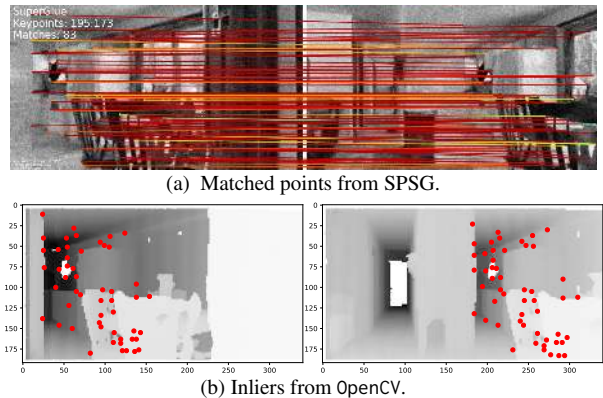 SuperGlue
Keypoints: 195:173
Matches: 83
(a) Matched points from SPSG.
0
25
50
75
100
125
150
175
0 50 100 150 200 250 300
0
25
50
75
100
125
150
175
0 50 100 150 200 250 300
(b) Inliers from OpenCV.